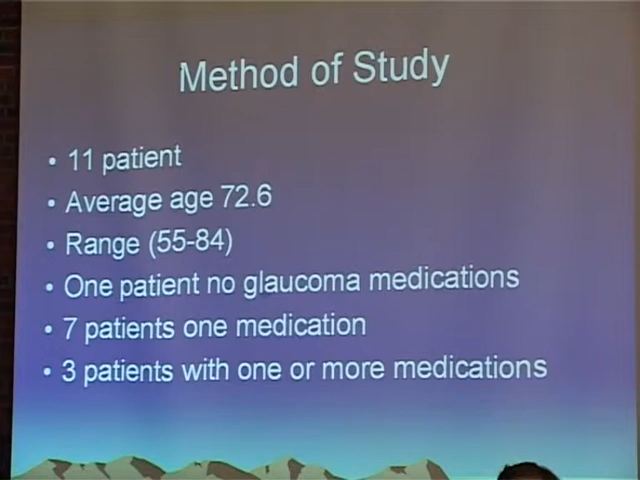 Method of Study
• 11 patient
• Average age 72.6
• Range (55-84)
• One patient no glaucoma medications
• 7 patients one medication
• 3 patients with one or more medications